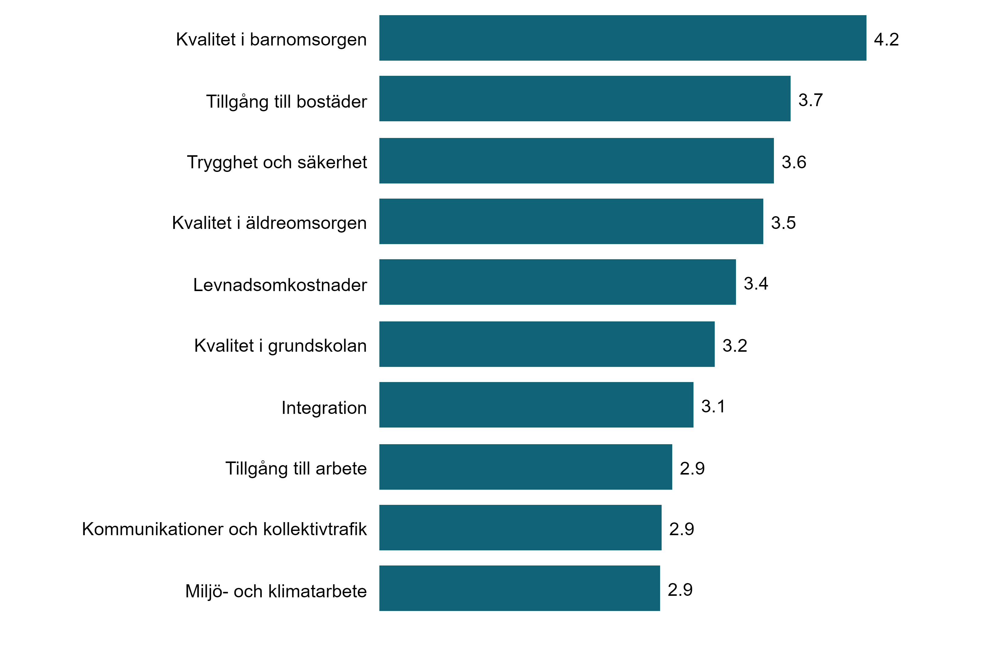 Kvalitet i barnomsorgen 4.2
Tillgång till bostäder 3.7
Trygghet och säkerhet 3.6
Kvalitet i äldreomsorgen 3.5
Levnadsomkostnader 3.4
Kvalitet i grundskolan 3.2
Integration 3.1
Tillgång till arbete 2.9
Kommunikationer och kollektivtrafik 2.9
Miljö- och klimatarbete 2.9